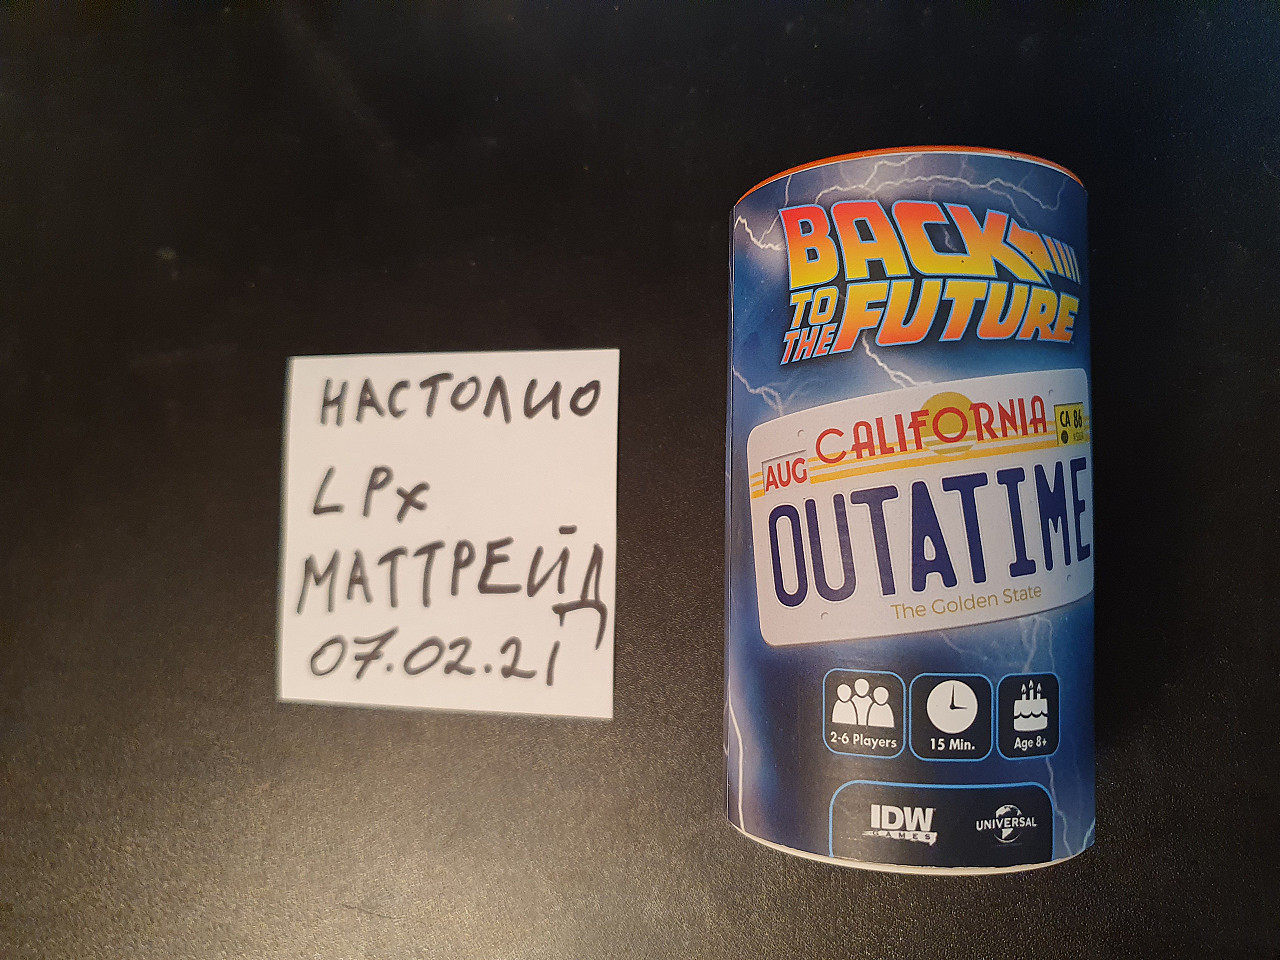 НАСТОЛИО
LPx
МАТТРЕЙД
07.02.21
BACK
TO
THE FUTURE
CALIFORNIA
AUG
CA 86
OUTATIME
The Golden State
2-6 Players
15 Min.
Age 8+
IDW
GAMES
UNIVERSAL